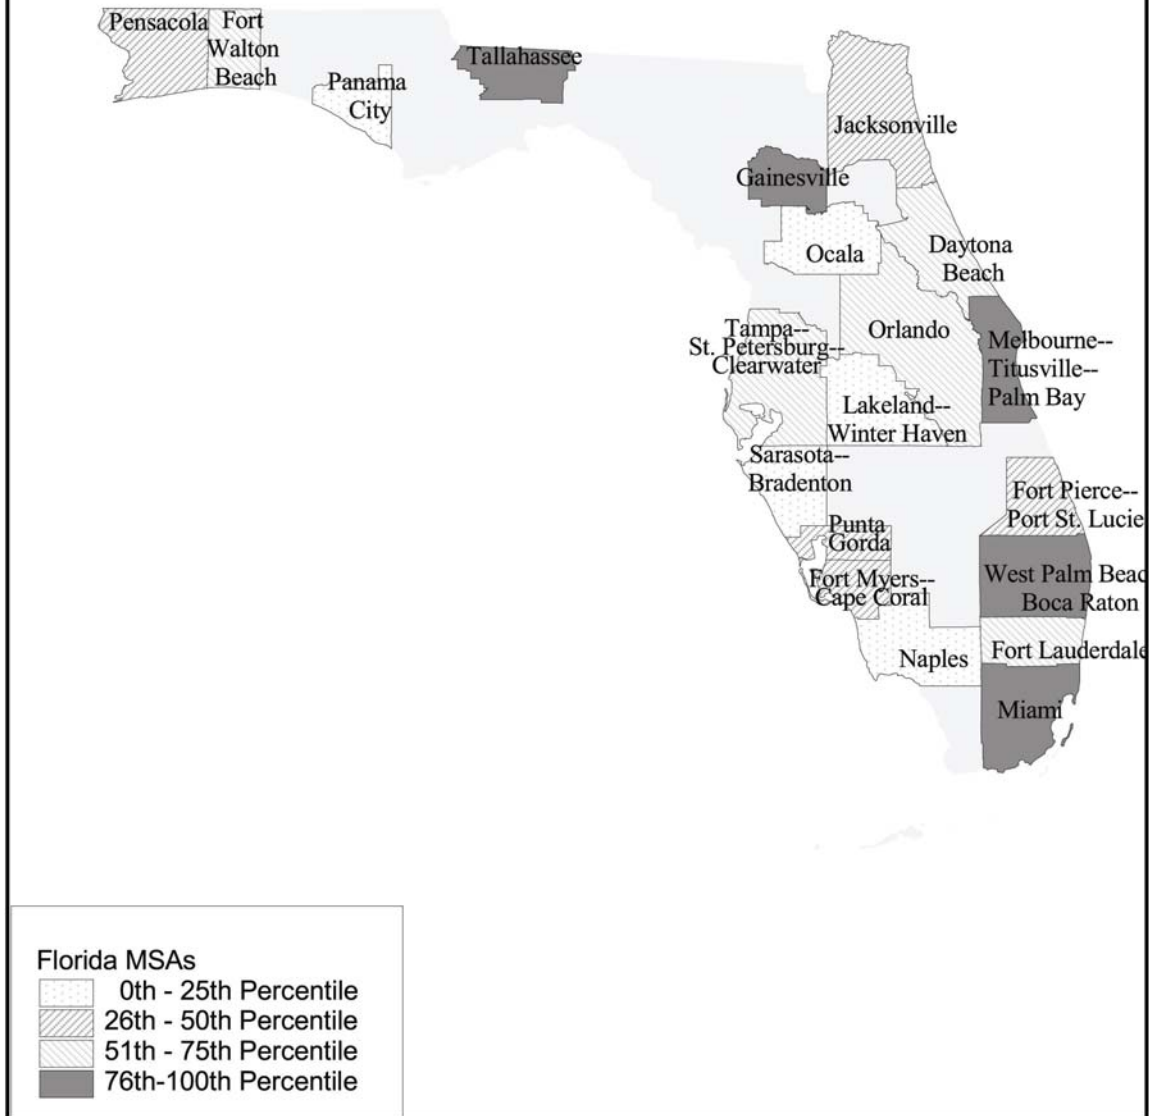 Pensacola
Fort
Walton
Beach
Panama
City
Tallahassee
Jacksonville
Gainesville
Ocala
Daytona
Beach
Orlando
Tampa--
St. Petersburg--
Clearwater
Melbourne--
Titusville--
Palm Bay
Lakeland--
Winter Haven
Sarasota--
Bradenton
Fort Pierce--
Port St. Lucie
Punta
Gorda
Fort Myers--
Cape Coral
West Palm Beac
Boca Raton
Naples
Fort Lauderdale
Miami
Florida MSAs
0th - 25th Percentile
26th - 50th Percentile
51th - 75th Percentile
76th-100th Percentile